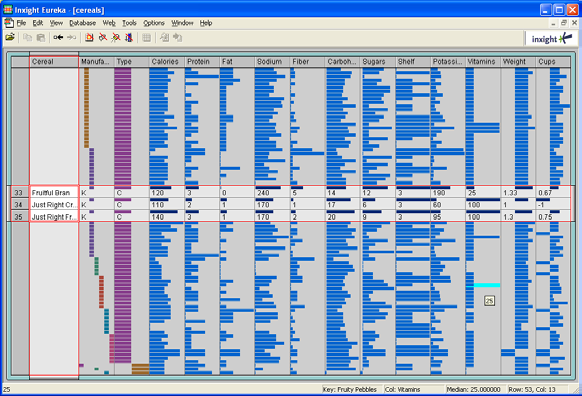 Inxight Eureka - [cereals]
File Edit View Database Web Tools Options Window Help
inxight
Cereal Manufa... Type Calories Protein Fat Sodium Fiber Carboh... Sugars Shelf Potassi... Vitamins Weight Cups
33 Fruitful Bran K C 120 3 0 240 5 14 12 3 190 25 1.33 0.67
34 Just Right Cr... K C 110 2 1 170 1 17 6 3 60 100 1 -1
35 Just Right Fr... K C 140 3 1 170 2 20 9 3 95 100 1.3 0.75
25
25 Key: Fruity Pebbles Col: Vitamins Median: 25.000000 Row: 53, Col: 13